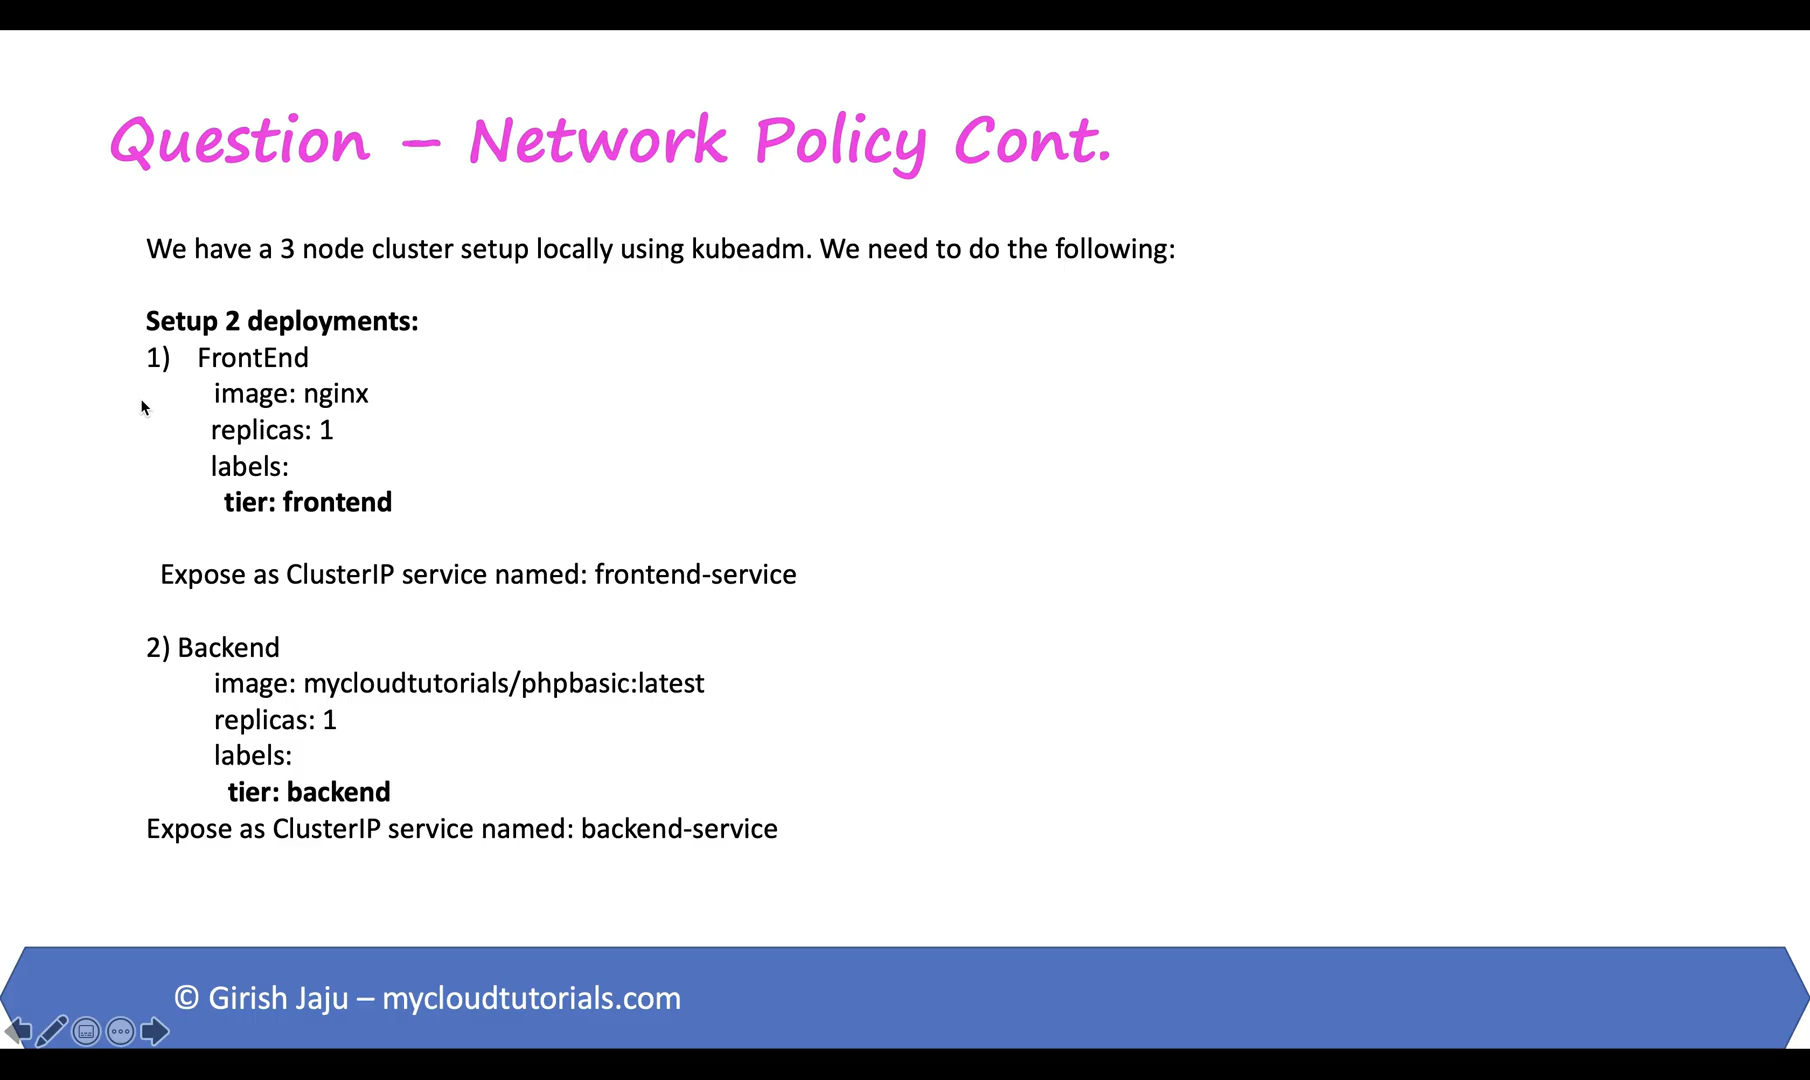 Question – Network Policy Cont.
We have a 3 node cluster setup locally using kubeadm. We need to do the following:
Setup 2 deployments:
1) FrontEnd
image: nginx
replicas: 1
labels:
tier: frontend
Expose as ClusterIP service named: frontend-service
2) Backend
image: mycloudtutorials/phpbasic:latest
replicas: 1
labels:
tier: backend
Expose as ClusterIP service named: backend-service
© Girish Jaju – mycloudtutorials.com